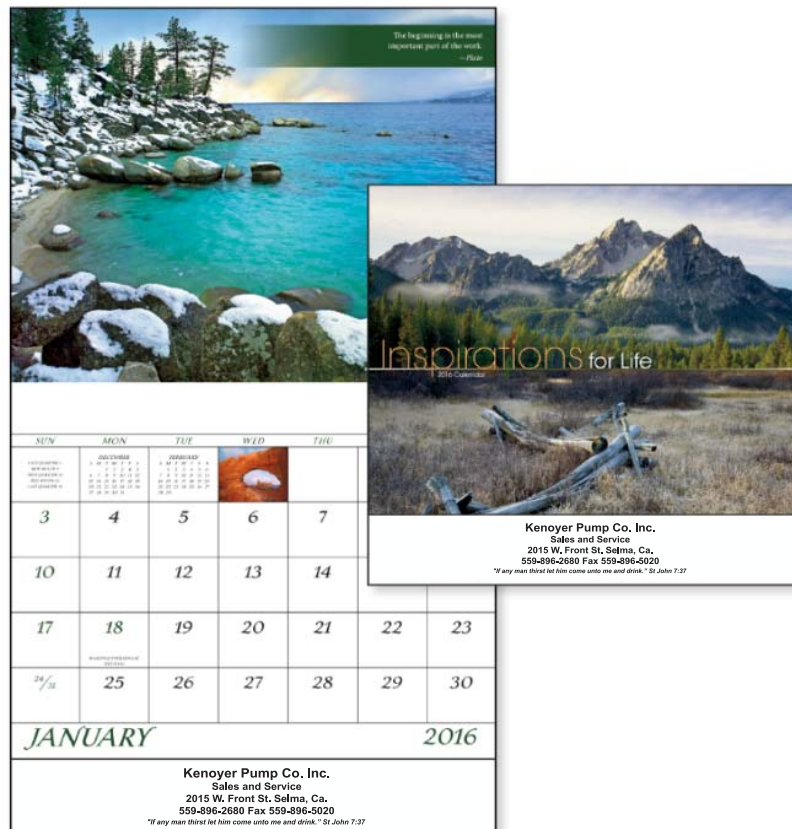 The beginning is the most
important part of the work.
—Plato
SUN MON TUE WED THU
DECEMBER FEBRUARY
3 4 5 6 7
10 11 12 13 14
17 18 19 20 21 22 23
24/31 25 26 27 28 29 30
JANUARY 2016
Kenoyer Pump Co. Inc.
Sales and Service
2015 W. Front St. Selma, Ca.
559-896-2680 Fax 559-896-5020
"If any man thirst let him come unto me and drink." St John 7:37
Inspirations for Life
2016 Calendar
Kenoyer Pump Co. Inc.
Sales and Service
2015 W. Front St. Selma, Ca.
559-896-2680 Fax 559-896-5020
"If any man thirst let him come unto me and drink." St John 7:37